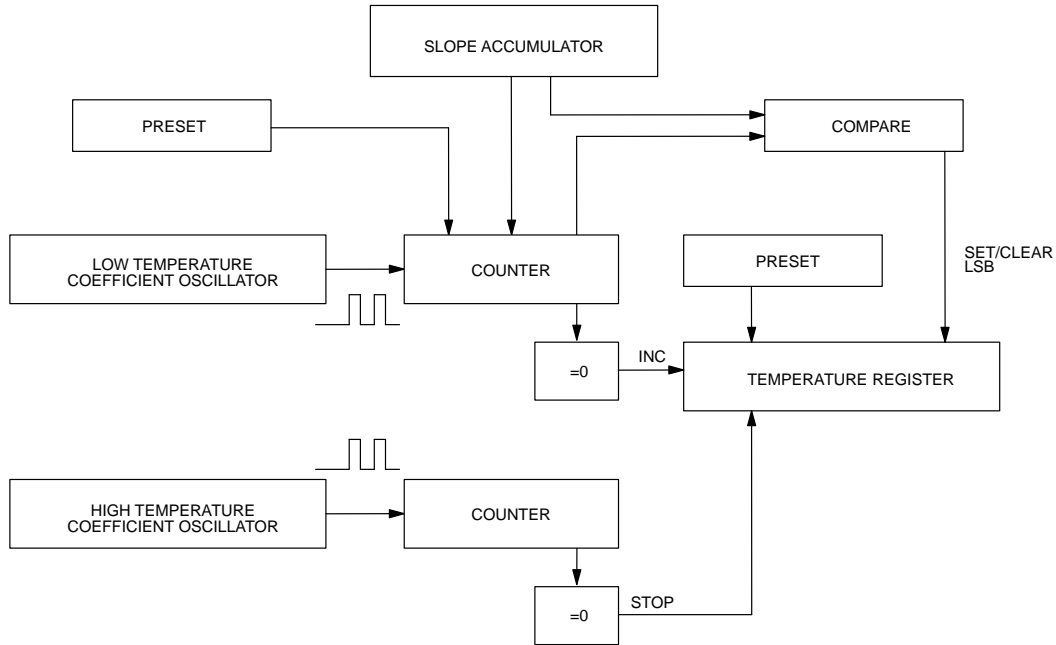 SLOPE ACCUMULATOR
PRESET
COMPARE
LOW TEMPERATURE
COEFFICIENT OSCILLATOR
COUNTER
PRESET
SET/CLEAR
LSB
=0
INC
TEMPERATURE REGISTER
HIGH TEMPERATURE
COEFFICIENT OSCILLATOR
COUNTER
=0
STOP